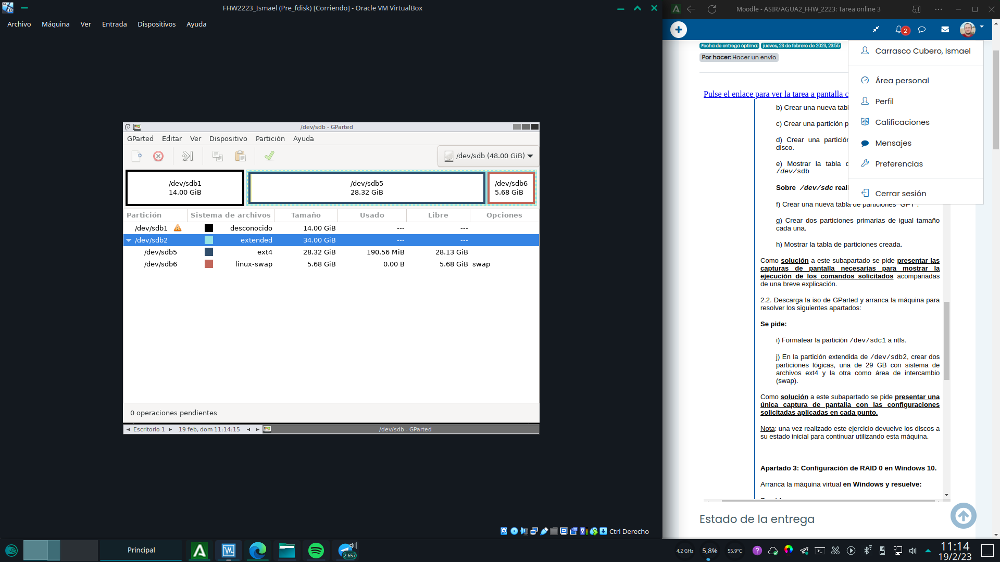 FHW2223_Ismael (Pre_fdisk) [Corriendo] - Oracle VM VirtualBox
Archivo Máquina Ver Entrada Dispositivos Ayuda
/dev/sdb - GParted
GParted Editar Ver Dispositivo Partición Ayuda
/dev/sdb (48.00 GiB)
/dev/sdb1
14.00 GiB
/dev/sdb5
28.32 GiB
/dev/sdb6
5.68 GiB
Partición Sistema de archivos Tamaño Usado Libre Opciones
/dev/sdb1 desconocido 14.00 GiB --- ---
/dev/sdb2 extended 34.00 GiB --- ---
/dev/sdb5 ext4 28.32 GiB 190.56 MiB 28.13 GiB
/dev/sdb6 linux-swap 5.68 GiB 0.00 B 5.68 GiB swap
0 operaciones pendientes
Escritorio 1 19 feb, dom 11:14:15 /dev/sdb - GParted
Ctrl Derecho
Moodle - ASIR/AGUA2_FHW_2223: Tarea online 3
2
Fecha de entrega óptima: jueves, 23 de febrero de 2023, 23:55
Por hacer: Hacer un envío
Carrasco Cubero, Ismael
Área personal
Perfil
Calificaciones
Mensajes
Preferencias
Cerrar sesión
Pulse el enlace para ver la tarea a pantalla c
b) Crear una nueva tabl
c) Crear una partición p
d) Crear una partición
disco.
e) Mostrar la tabla d
/dev/sdb
Sobre /dev/sdc reali
f) Crear una nueva tabla de particiones "GPT".
g) Crear dos particiones primarias de igual tamaño
cada una.
h) Mostrar la tabla de particiones creada.
Como solución a este subapartado se pide presentar las
capturas de pantalla necesarias para mostrar la
ejecución de los comandos solicitados acompañadas
de una breve explicación.
2.2. Descarga la iso de GParted y arranca la máquina para
resolver los siguientes apartados:
Se pide:
i) Formatear la partición /dev/sdc1 a ntfs.
j) En la partición extendida de /dev/sdb2, crear dos
particiones lógicas, una de 29 GB con sistema de
archivos ext4 y la otra como área de intercambio
(swap).
Como solución a este subapartado se pide presentar una
única captura de pantalla con las configuraciones
solicitadas aplicadas en cada punto.
Nota: una vez realizado este ejercicio devuelve los discos a
su estado inicial para continuar utilizando esta máquina.
Apartado 3: Configuración de RAID 0 en Windows 10.
Arranca la máquina virtual en Windows y resuelve:
Estado de la entrega
Principal
2.657
4,2 GHz 5,8% 55,9°C
11:14
19/2/23